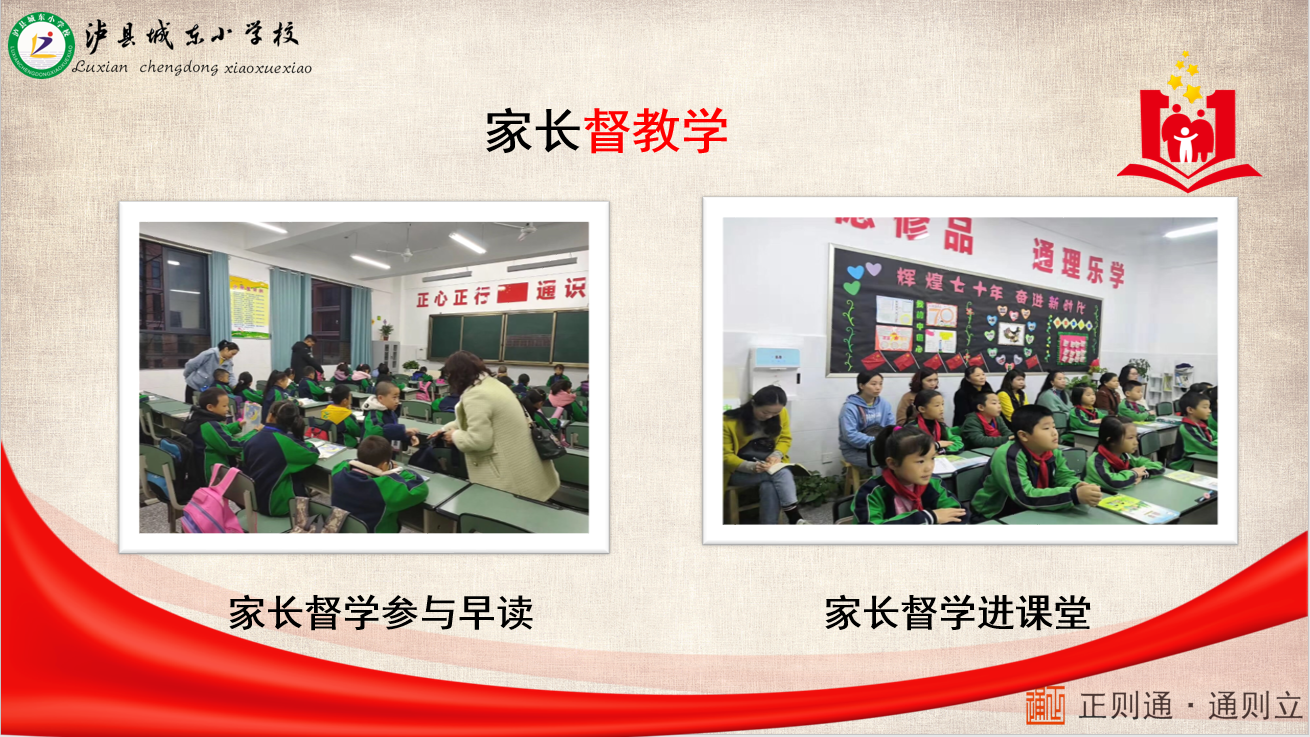 泸县城东小学校
Luxian chengdong xiaoxuexiao
家长督教学
正心正行 通识
修品 通理乐学
辉煌七十年 奋进新时代
家长督学参与早读
家长督学进课堂
正则通·通则立